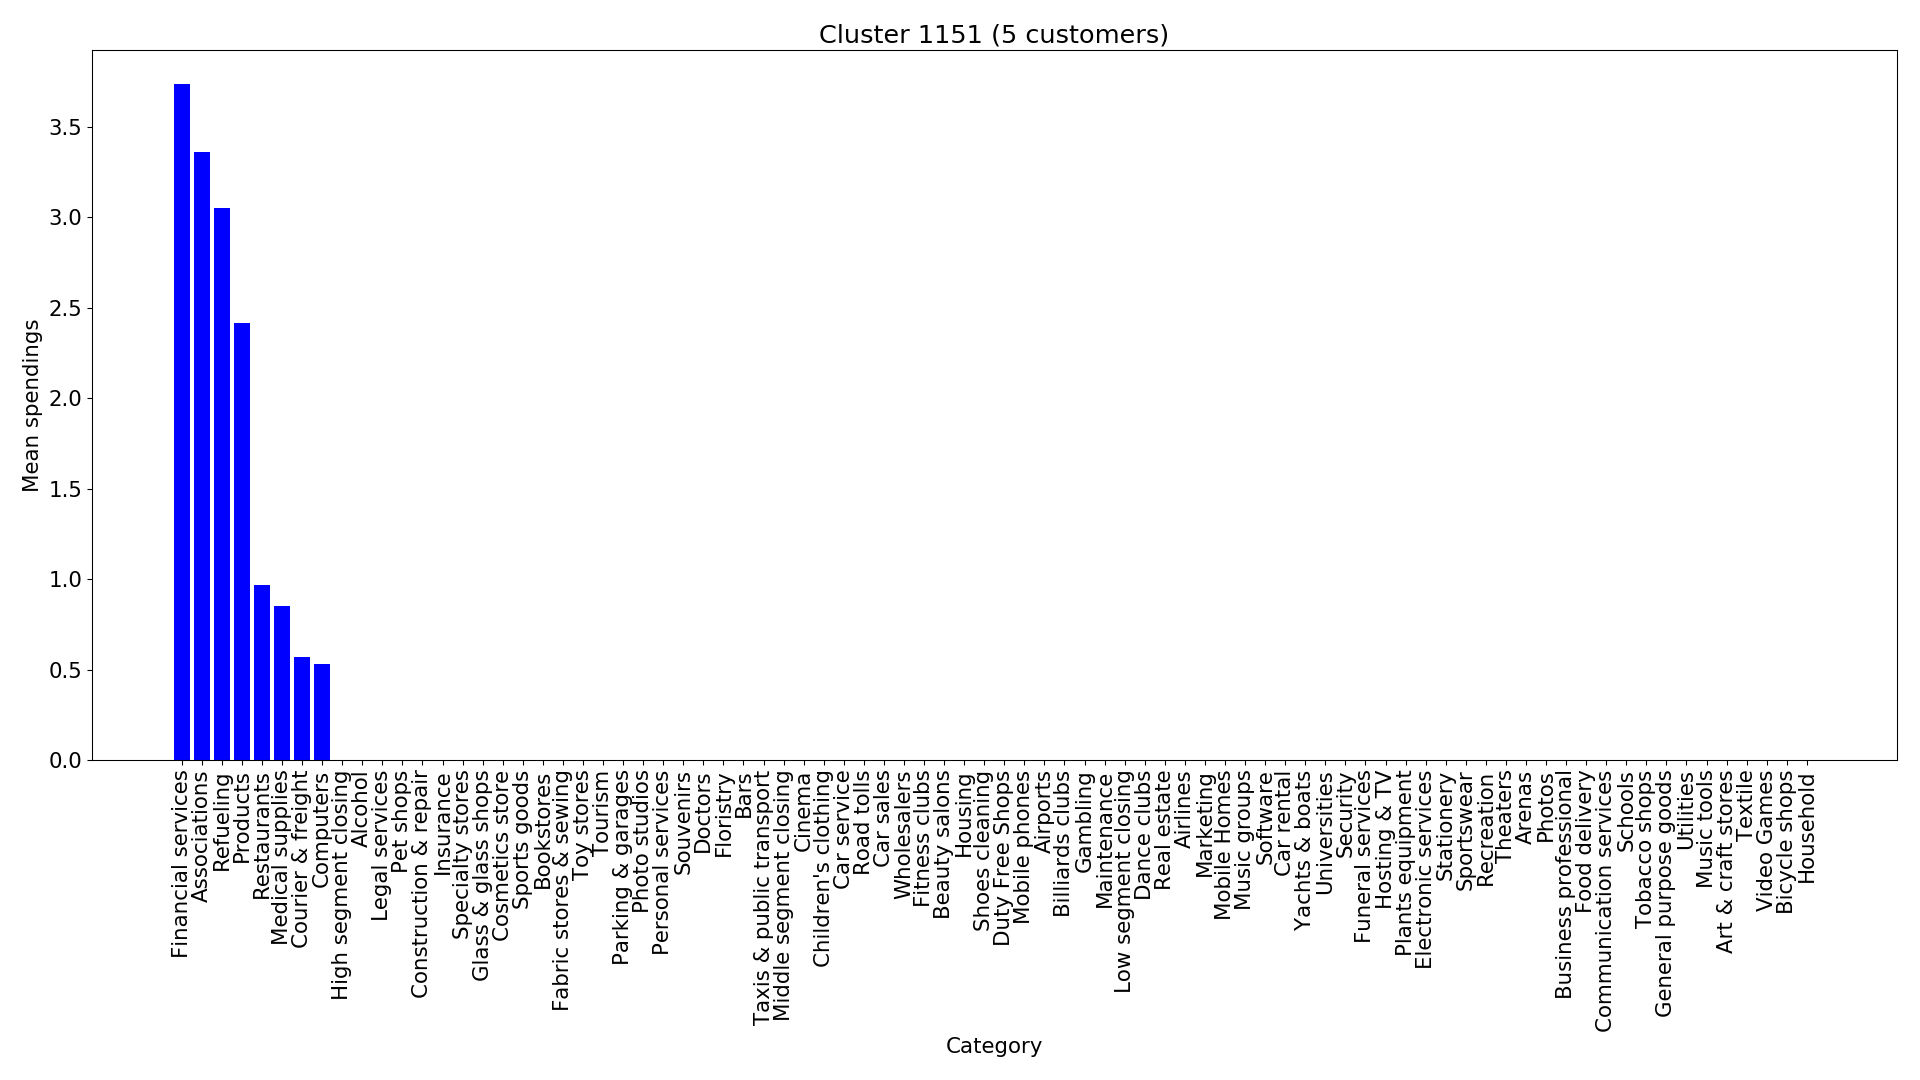 Cluster 1151 (5 customers)
Mean spendings
3.5
3.0
2.5
2.0
1.5
1.0
0.5
0.0
Financial services
Associations
Refueling
Products
Restaurants
Medical supplies
Courier & freight
Computers
High segment closing
Alcohol
Legal services
Pet shops
Construction & repair
Insurance
Specialty stores
Glass & glass shops
Cosmetics store
Sports goods
Bookstores
Fabric stores & sewing
Toy stores
Tourism
Parking & garages
Photo studios
Personal services
Souvenirs
Doctors
Floristry
Bars
Taxis & public transport
Middle segment closing
Cinema
Children's clothing
Car service
Road tolls
Car sales
Wholesalers
Fitness clubs
Beauty salons
Housing
Shoes cleaning
Duty Free Shops
Mobile phones
Airports
Billiards clubs
Gambling
Maintenance
Low segment closing
Dance clubs
Real estate
Airlines
Marketing
Mobile Homes
Music groups
Software
Car rental
Yachts & boats
Universities
Security
Funeral services
Hosting & TV
Plants equipment
Electronic services
Stationery
Sportswear
Recreation
Theaters
Arenas
Photos
Business professional
Food delivery
Communication services
Schools
Tobacco shops
General purpose goods
Utilities
Music tools
Art & craft stores
Textile
Video Games
Bicycle shops
Household
Category